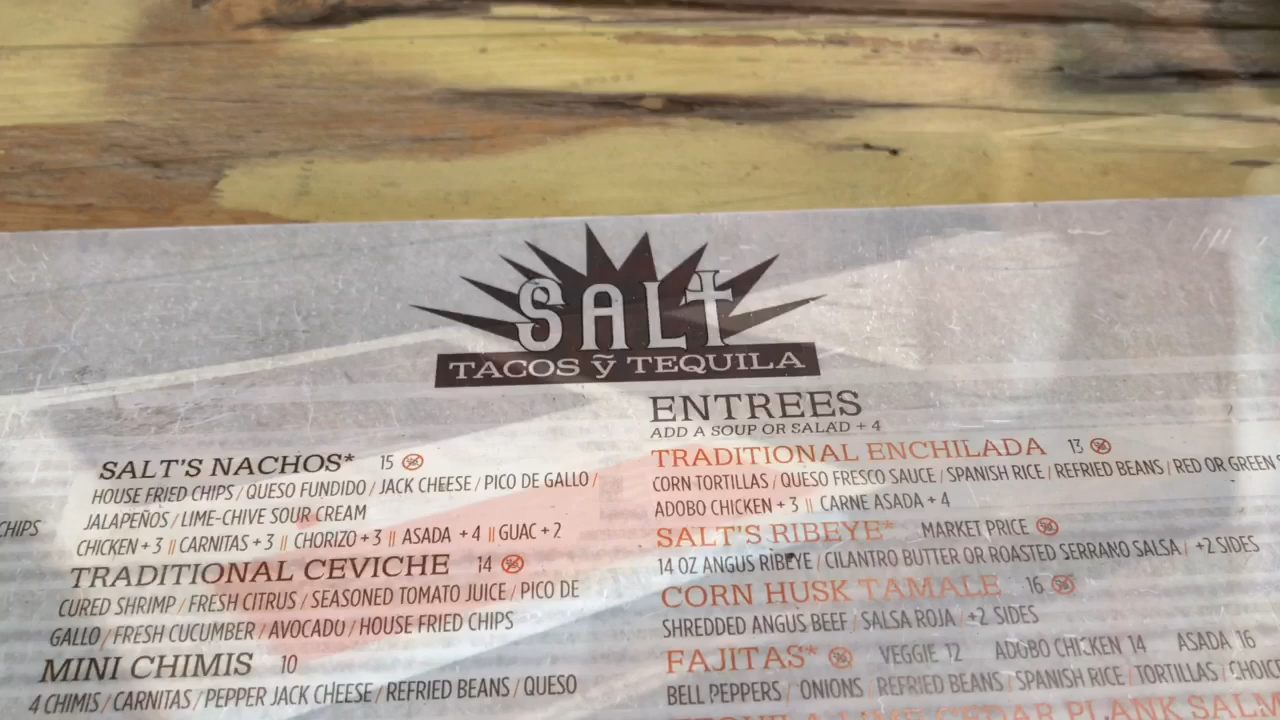 SALT
TACOS ÿ TEQUILA
CHIPS
SALT'S NACHOS* 15
HOUSE FRIED CHIPS / QUESO FUNDIDO / JACK CHEESE / PICO DE GALLO /
JALAPEÑOS / LIME-CHIVE SOUR CREAM
CHICKEN + 3 || CARNITAS + 3 || CHORIZO + 3 || ASADA + 4 || GUAC + 2
TRADITIONAL CEVICHE 14
CURED SHRIMP / FRESH CITRUS / SEASONED TOMATO JUICE / PICO DE
GALLO / FRESH CUCUMBER / AVOCADO / HOUSE FRIED CHIPS
MINI CHIMIS 10
4 CHIMIS / CARNITAS / PEPPER JACK CHEESE / REFRIED BEANS / QUESO
ENTREES
ADD A SOUP OR SALAD + 4
TRADITIONAL ENCHILADA 13
CORN TORTILLAS / QUESO FRESCO SAUCE / SPANISH RICE / REFRIED BEANS / RED OR GREEN
ADOBO CHICKEN + 3 || CARNE ASADA + 4
SALT'S RIBEYE* MARKET PRICE
14 OZ ANGUS RIBEYE / CILANTRO BUTTER OR ROASTED SERRANO SALSA / +2 SIDES
CORN HUSK TAMALE 16
SHREDDED ANGUS BEEF / SALSA ROJA / +2 SIDES
FAJITAS* VEGGIE 12 ADOBO CHICKEN 14 ASADA 16
BELL PEPPERS / ONIONS / REFRIED BEANS / SPANISH RICE / TORTILLAS / CHOIC
TEQUILA-LIME CEDAR PLANK SALM